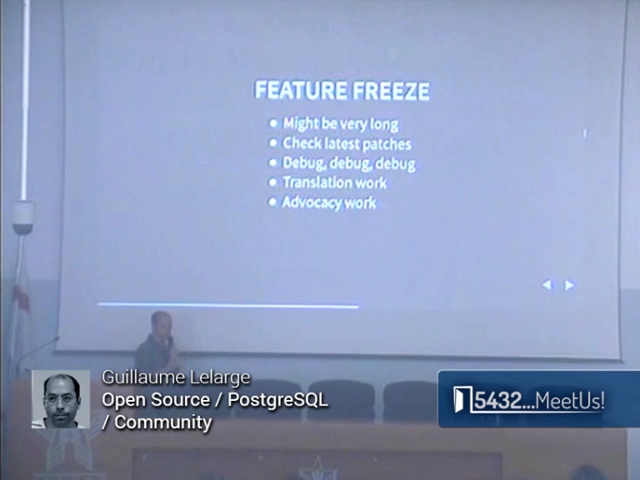 FEATURE FREEZE
• Might be very long
• Check latest patches
• Debug, debug, debug
• Translation work
• Advocacy work
Guillaume Lelarge
Open Source / PostgreSQL
/ Community
5432...MeetUs!